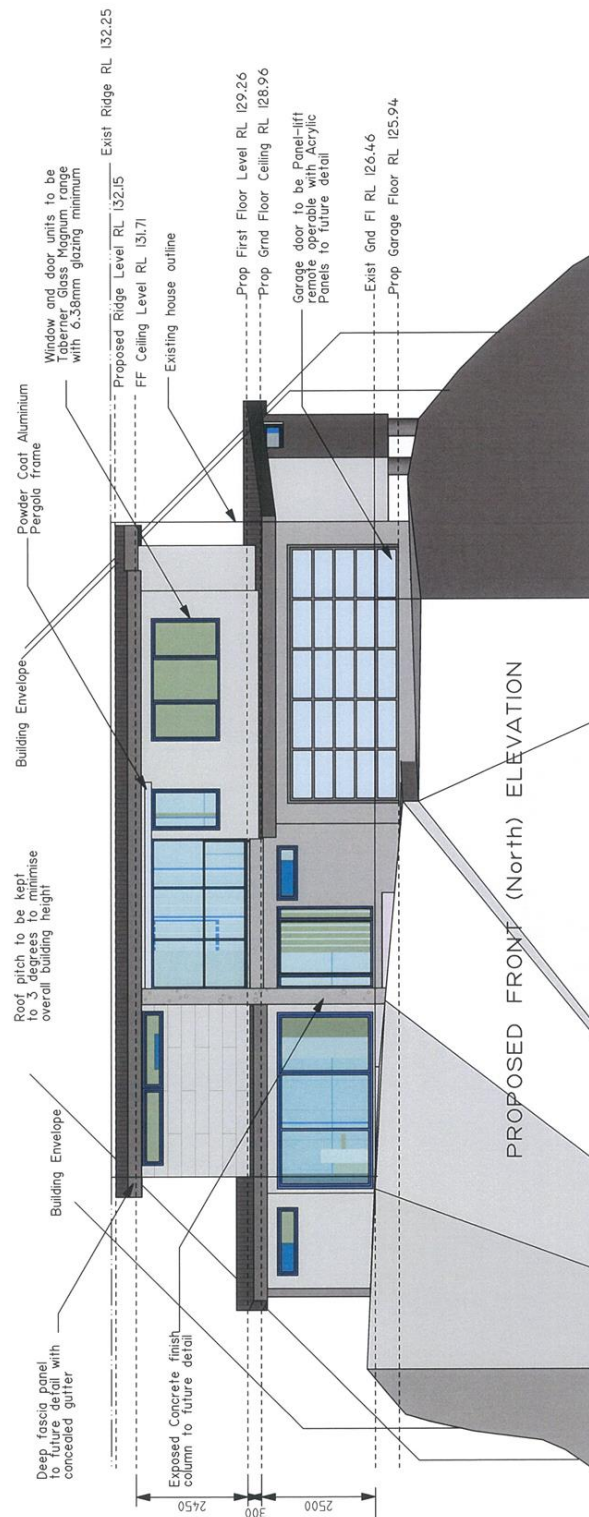 Deep fascia panel
to future detail with
concealed gutter
Building Envelope
Roof pitch to be kept
to 3 degrees to minimise
overall building height
Building Envelope
Powder Coat Aluminium
Pergola frame
Window and door units to be
Taberner Glass Magnum range
with 6.38mm glazing minimum
Exist Ridge RL 132.25
Proposed Ridge Level RL 132.15
FF Ceiling Level RL 131.71
Existing house outline
Prop First Floor Level RL 129.26
Prop Grnd Floor Ceiling RL 128.96
Garage door to be Panel-lift
remote operable with Acrylic
Panels to future detail
Exist Gnd Fl RL 126.46
Prop Garage Floor RL 125.94
Exposed Concrete finish
column to future detail
2450
300
2500
PROPOSED FRONT (North) ELEVATION